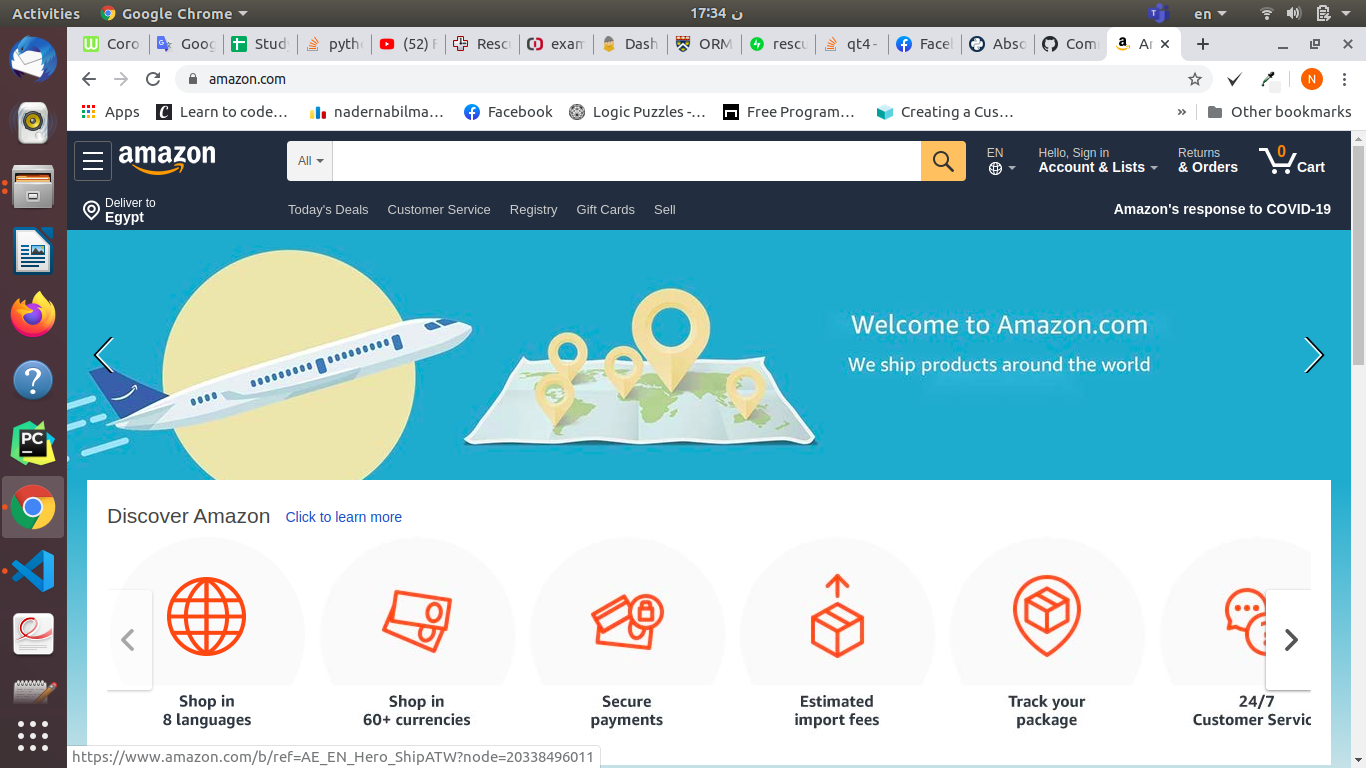 Activities
Google Chrome
17:34 ن
en
Coro
Goog
Study
pyth
(52) F
Rescu
exam
Dash
ORM
rescu
qt4 -
Facel
Abso
Com
Ar
amazon.com
N
Apps
Learn to code…
nadernabilma…
Facebook
Logic Puzzles -…
Free Program…
Creating a Cus…
»
Other bookmarks
amazon
All
EN
Hello, Sign in
Account & Lists
Returns
& Orders
0
Cart
Deliver to
Egypt
Today's Deals
Customer Service
Registry
Gift Cards
Sell
Amazon's response to COVID-19
Welcome to Amazon.com
We ship products around the world
Discover Amazon
Click to learn more
Shop in
8 languages
Shop in
60+ currencies
Secure
payments
Estimated
import fees
Track your
package
24/7
Customer Servic
PC
https://www.amazon.com/b/ref=AE_EN_Hero_ShipATW?node=20338496011